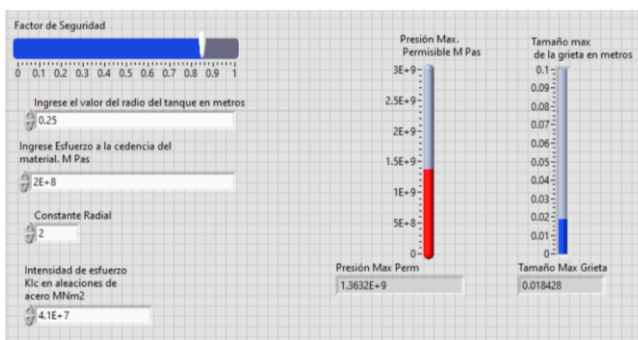 Factor de Seguridad
0 0.1 0.2 0.3 0.4 0.5 0.6 0.7 0.8 0.9 1
Ingrese el valor del radio del tanque en metros
0.25
Ingrese Esfuerzo a la cedencia del
material. M Pas
2E+8
Constante Radial
2
Intensidad de esfuerzo
KIc en aleaciones de
acero MNm2
4.1E+7
Presión Max.
Permisible M Pas
3E+9
2.5E+9
2E+9
1.5E+9
1E+9
5E+8
0
Presión Max Perm
1.3632E+9
Tamaño max
de la grieta en metros
0.1
0.09
0.08
0.07
0.06
0.05
0.04
0.03
0.02
0.01
0
Tamaño Max Grieta
0.018428